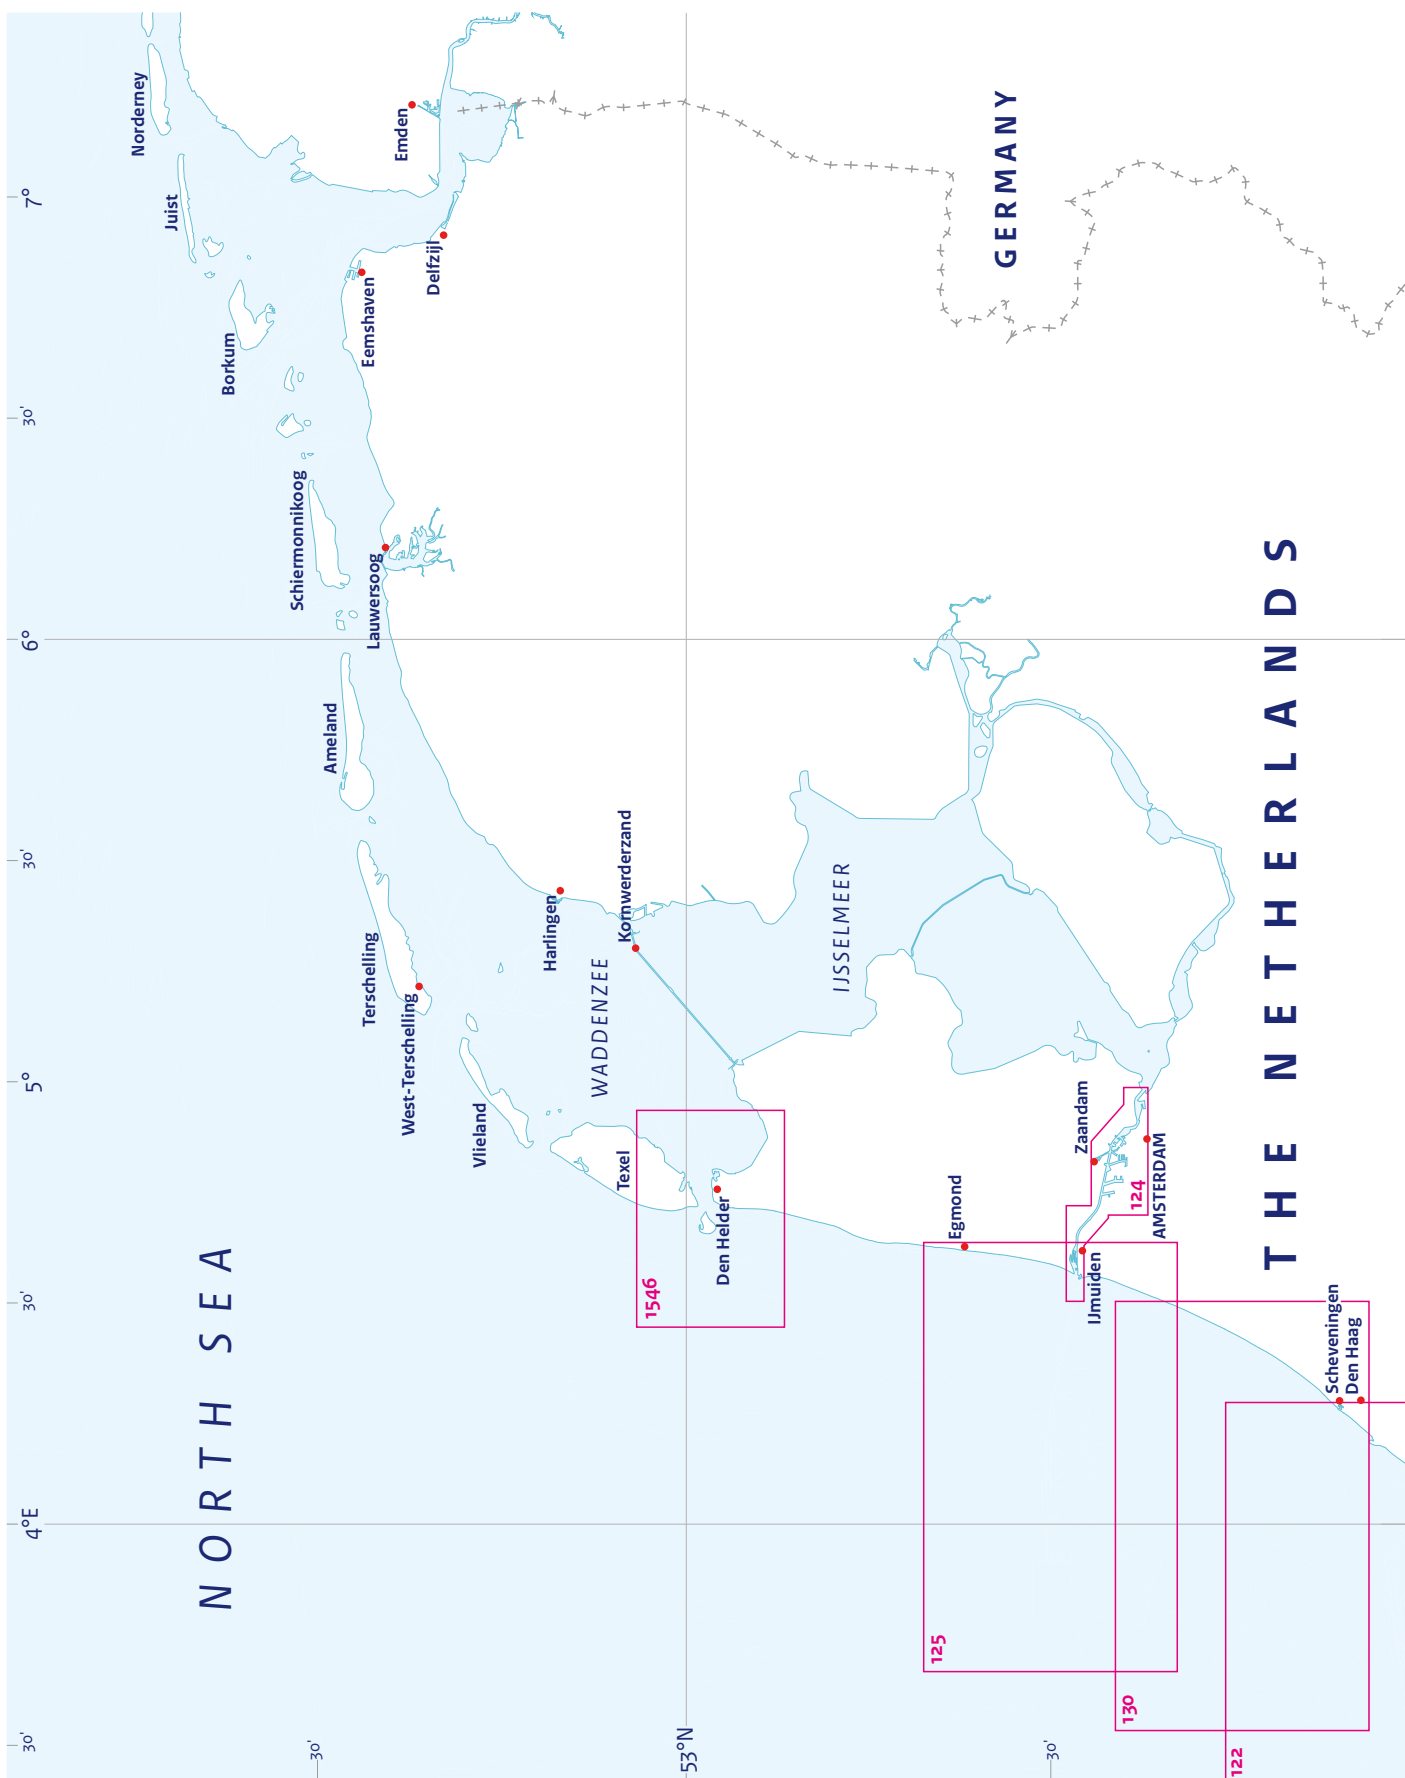 Norderney
Juist
Borkum
Emden
Delfzijl
Eemshaven
GERMANY
Schiermonnikoog
Lauwersoog
Ameland
Terschelling
West-Terschelling
Vlieland
Harlingen
Kornwerderzand
WADDENZEE
IJSSELMEER
Texel
Den Helder
1546
NORTH SEA
Egmond
Zaandam
124
AMSTERDAM
IJmuiden
THE NETHERLANDS
125
130
122
Scheveningen
Den Haag
30'
4°E
30'
5°
30'
6°
30'
7°
30'
53°N
30'